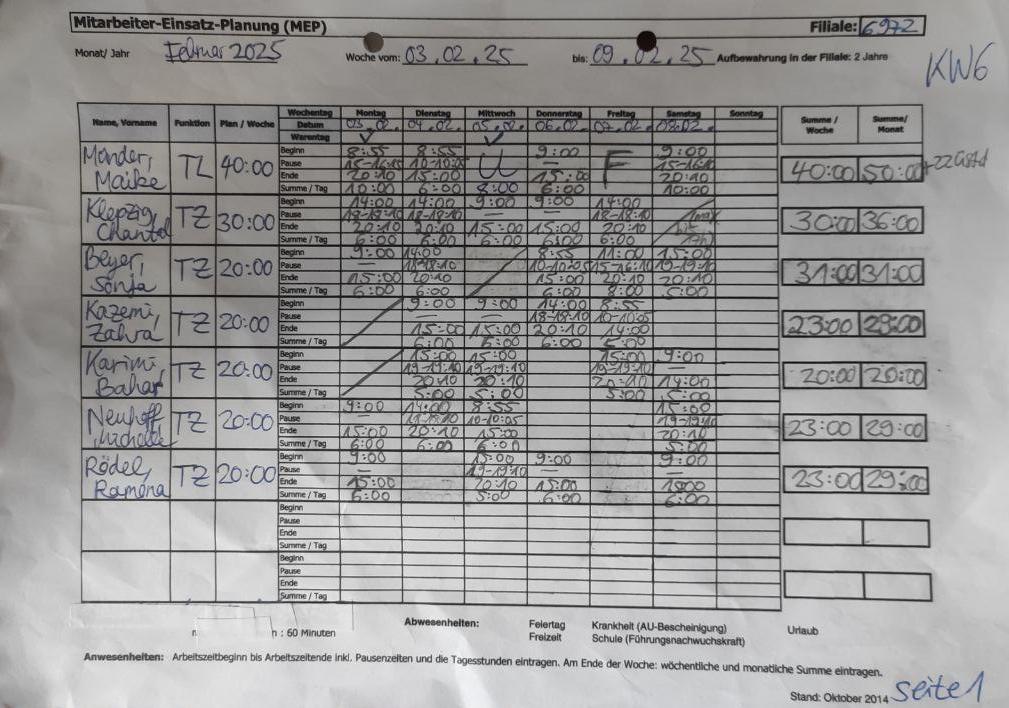 Mitarbeiter-Einsatz-Planung (MEP) Filiale: 6972
Monat/ Jahr Februar 2025 Woche vom: 03.02.25 bis: 09.02.25 Aufbewahrung in der Filiale: 2 Jahre
KW6
Name, Vorname Funktion Plan / Woche Wochentag Montag Dienstag Mittwoch Donnerstag Freitag Samstag Sonntag Summe / Woche Summe/ Monat
Datum 03.02. 04.02. 05.02. 06.02. 07.02. 08.02.
Warentag
Monder, Maike TL 40:00 40:00 50:00
Beginn 8:55 8:55 U 9:00 F 9:00
Pause 15-16:15 10-10:05 — 15-16:10
Ende 20:10 15:00 15:00 20:10
Summe / Tag 10:00 6:00 8:00 6:00 10:00
Klepzig, Chantal TZ 30:00 30:00 36:00
Beginn 14:00 14:00 9:00 9:00 14:00
Pause 18-18:10 18-18:10 — — 18-18:10
Ende 20:10 20:10 15:00 15:00 20:10
Summe / Tag 6:00 6:00 6:00 6:00 6:00
Beyer, Sonja TZ 20:00 31:00 31:00
Beginn 9:00 14:00 8:55 11:00 15:00
Pause — 18-18:10 10-10:05 15-16:10 19-19:10
Ende 15:00 20:10 15:00 20:10 20:10
Summe / Tag 6:00 6:00 6:00 8:00 5:00
Kazemi, Zahra TZ 20:00 23:00 29:00
Beginn 9:00 9:00 14:00 8:55
Pause — — 18-18:10 10-10:05
Ende 15:00 15:00 20:10 14:00
Summe / Tag 6:00 6:00 6:00 5:00
Karimi, Bahar TZ 20:00 20:00 20:00
Beginn 15:00 15:00 15:00 9:00
Pause 19-19:10 19-19:10 19-19:10 —
Ende 20:10 20:10 20:10 14:00
Summe / Tag 5:00 5:00 5:00 5:00
Neuhoff, Michelle TZ 20:00 23:00 29:00
Beginn 9:00 14:00 8:55 15:00
Pause — 18-18:10 10-10:05 19-19:10
Ende 15:00 20:10 15:00 20:10
Summe / Tag 6:00 6:00 6:00 5:00
Rödel, Ramona TZ 20:00 23:00 29:00
Beginn 9:00 15:00 9:00 9:00
Pause — 19-19:10 — —
Ende 15:00 20:10 15:00 15:00
Summe / Tag 6:00 5:00 6:00 6:00
Beginn
Pause
Ende
Summe / Tag
Beginn
Pause
Ende
Summe / Tag
: 60 Minuten Abwesenheiten: Feiertag Krankheit (AU-Bescheinigung) Urlaub
Freizeit Schule (Führungsnachwuchskraft)
Anwesenheiten: Arbeitszeitbeginn bis Arbeitszeitende inkl. Pausenzeiten und die Tagesstunden eintragen. Am Ende der Woche: wöchentliche und monatliche Summe eintragen.
Stand: Oktober 2014 Seite 1